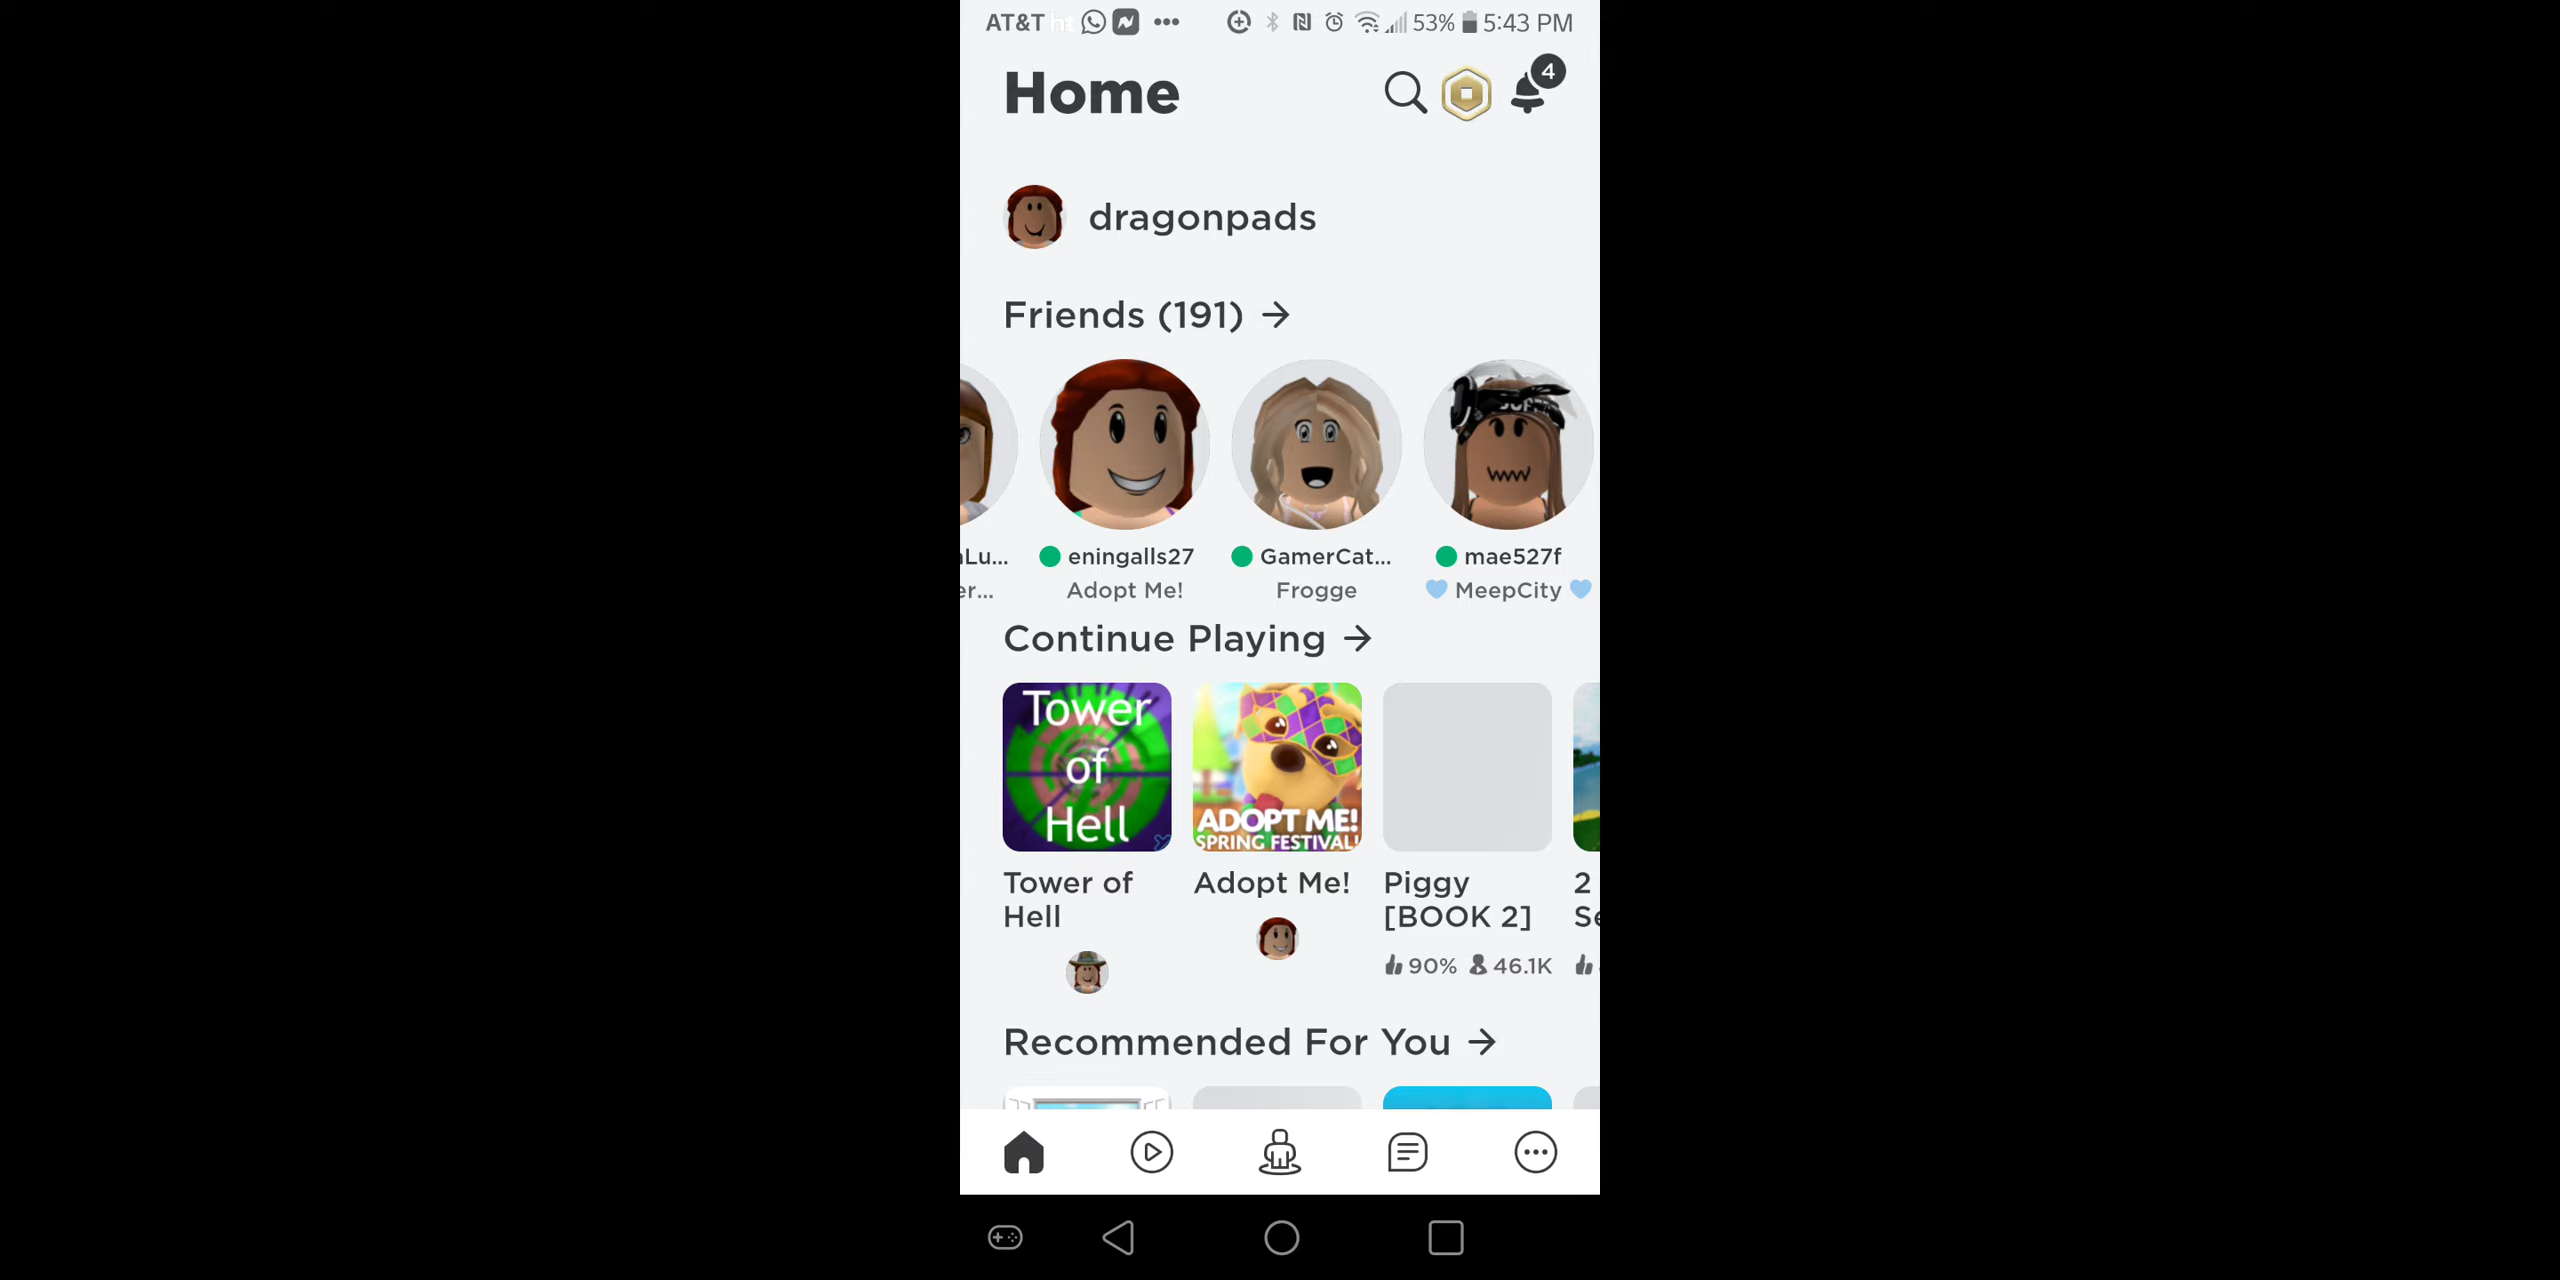 AT&T 53% 5:43 PM
Home
4
dragonpads
Friends (191)
Lu...
er...
eningalls27
Adopt Me!
GamerCat...
Frogge
mae527f
MeepCity
Continue Playing
Tower
of
Hell
Tower of
Hell
ADOPT ME!
SPRING FESTIVAL!
Adopt Me!
Piggy
[BOOK 2]
90% 46.1K
2
Se
Recommended For You